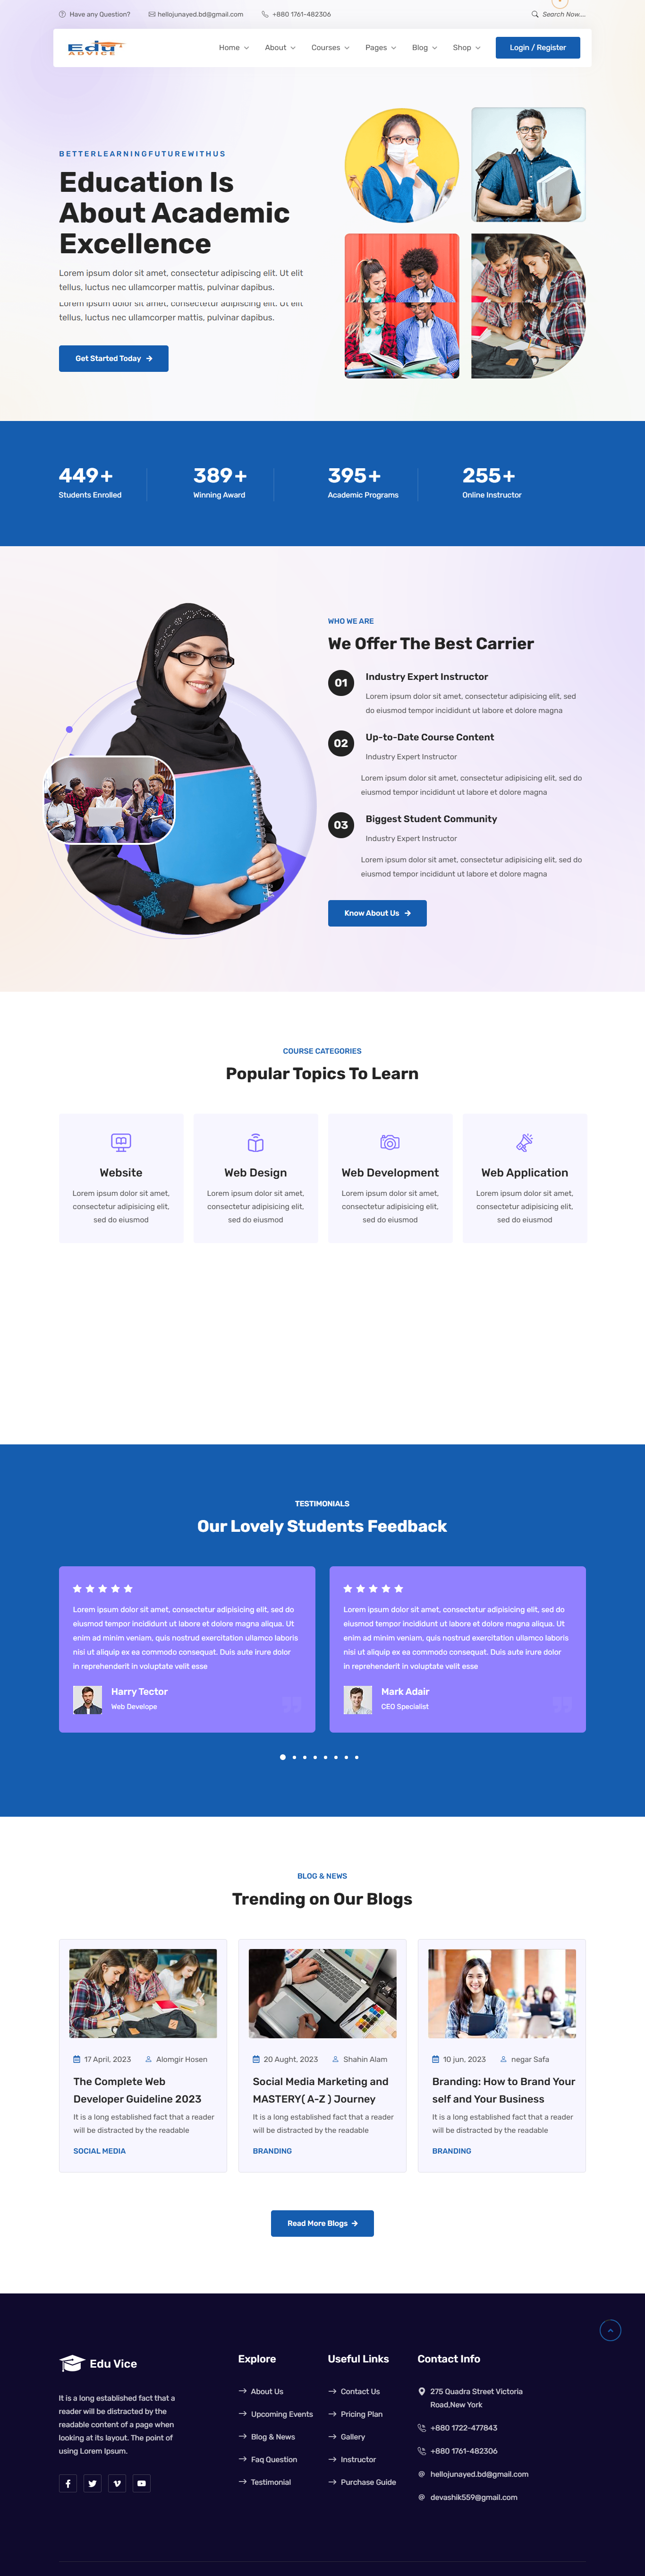 Have any Question? hellojunayed.bd@gmail.com +880 1761-482306 Search Now....
Edu
ADVICE
Home About Courses Pages Blog Shop Login / Register
BETTERLEARNINGFUTUREWITHUS
Education Is
About Academic
Excellence
Lorem ipsum dolor sit amet, consectetur adipiscing elit. Ut elit
tellus, luctus nec ullamcorper mattis, pulvinar dapibus.
Lorem ipsum dolor sit amet, consectetur adipiscing elit. Ut elit
tellus, luctus nec ullamcorper mattis, pulvinar dapibus.
Get Started Today
449+ 389+ 395+ 255+
Students Enrolled Winning Award Academic Programs Online Instructor
WHO WE ARE
We Offer The Best Carrier
01 Industry Expert Instructor
Lorem ipsum dolor sit amet, consectetur adipisicing elit, sed
do eiusmod tempor incididunt ut labore et dolore magna
02 Up-to-Date Course Content
Industry Expert Instructor
Lorem ipsum dolor sit amet, consectetur adipisicing elit, sed do
eiusmod tempor incididunt ut labore et dolore magna
03 Biggest Student Community
Industry Expert Instructor
Lorem ipsum dolor sit amet, consectetur adipisicing elit, sed do
eiusmod tempor incididunt ut labore et dolore magna
Know About Us
COURSE CATEGORIES
Popular Topics To Learn
Website
Lorem ipsum dolor sit amet,
consectetur adipisicing elit,
sed do eiusmod
Web Design
Lorem ipsum dolor sit amet,
consectetur adipisicing elit,
sed do eiusmod
Web Development
Lorem ipsum dolor sit amet,
consectetur adipisicing elit,
sed do eiusmod
Web Application
Lorem ipsum dolor sit amet,
consectetur adipisicing elit,
sed do eiusmod
TESTIMONIALS
Our Lovely Students Feedback
Lorem ipsum dolor sit amet, consectetur adipisicing elit, sed do
eiusmod tempor incididunt ut labore et dolore magna aliqua. Ut
enim ad minim veniam, quis nostrud exercitation ullamco laboris
nisi ut aliquip ex ea commodo consequat. Duis aute irure dolor
in reprehenderit in voluptate velit esse
Harry Tector
Web Develope
Lorem ipsum dolor sit amet, consectetur adipisicing elit, sed do
eiusmod tempor incididunt ut labore et dolore magna aliqua. Ut
enim ad minim veniam, quis nostrud exercitation ullamco laboris
nisi ut aliquip ex ea commodo consequat. Duis aute irure dolor
in reprehenderit in voluptate velit esse
Mark Adair
CEO Specialist
BLOG & NEWS
Trending on Our Blogs
17 April, 2023 Alomgir Hosen
The Complete Web
Developer Guideline 2023
It is a long established fact that a reader
will be distracted by the readable
SOCIAL MEDIA
20 Aught, 2023 Shahin Alam
Social Media Marketing and
MASTERY( A-Z ) Journey
It is a long established fact that a reader
will be distracted by the readable
BRANDING
10 jun, 2023 negar Safa
Branding: How to Brand Your
self and Your Business
It is a long established fact that a reader
will be distracted by the readable
BRANDING
Read More Blogs
Edu Vice
It is a long established fact that a
reader will be distracted by the
readable content of a page when
looking at its layout. The point of
using Lorem Ipsum.
Explore
About Us
Upcoming Events
Blog & News
Faq Question
Testimonial
Useful Links
Contact Us
Pricing Plan
Gallery
Instructor
Purchase Guide
Contact Info
275 Quadra Street Victoria
Road,New York
+880 1722-477843
+880 1761-482306
hellojunayed.bd@gmail.com
devashik559@gmail.com